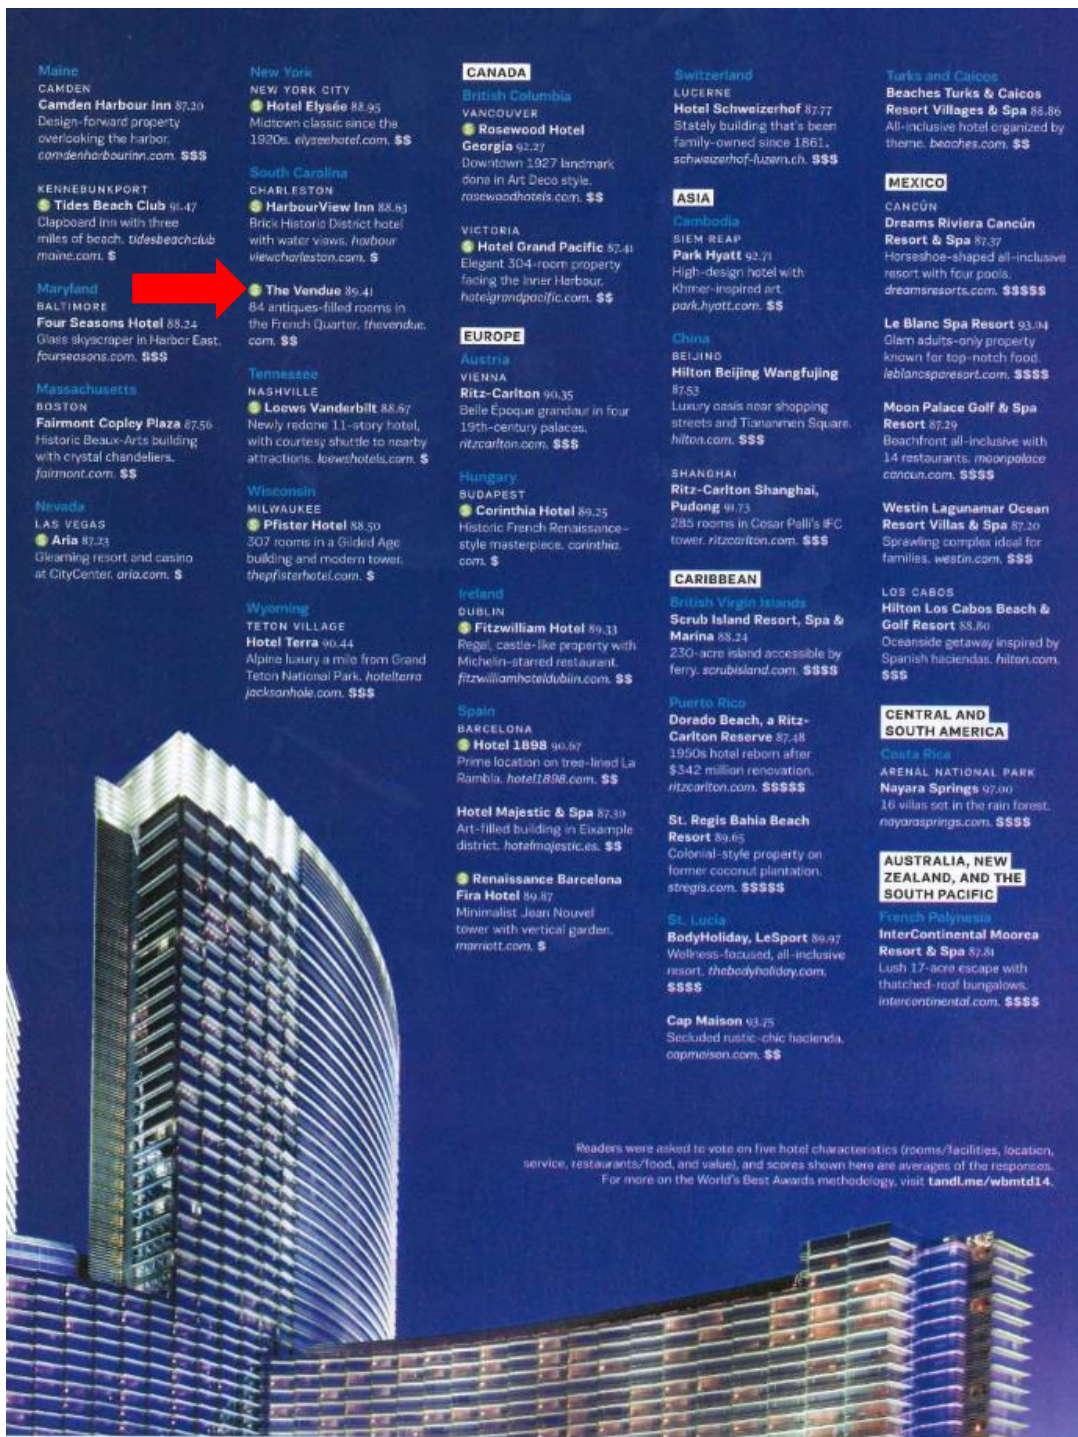 Maine
CAMDEN
Camden Harbour Inn 87.20
Design-forward property
overlooking the harbor.
camdenharbourinn.com. $$$
KENNEBUNKPORT
S Tides Beach Club 91.47
Clapboard inn with three
miles of beach. tidesbeachclub
maine.com. $
Maryland
BALTIMORE
Four Seasons Hotel 88.24
Glass skyscraper in Harbor East.
fourseasons.com. $$$
Massachusetts
BOSTON
Fairmont Copley Plaza 87.56
Historic Beaux-Arts building
with crystal chandeliers.
fairmont.com. $$
Nevada
LAS VEGAS
S Aria 87.23
Gleaming resort and casino
at CityCenter. aria.com. $
New York
NEW YORK CITY
S Hotel Elysée 88.95
Midtown classic since the
1920s. elyseehotel.com. $$
South Carolina
CHARLESTON
S HarbourView Inn 88.63
Brick Historic District hotel
with water views. harbour
viewcharleston.com. $
S The Vendue 89.41
84 antiques-filled rooms in
the French Quarter. thevendue.
com. $$
Tennessee
NASHVILLE
S Loews Vanderbilt 88.67
Newly redone 11-story hotel,
with courtesy shuttle to nearby
attractions. loewshotels.com. $
Wisconsin
MILWAUKEE
S Pfister Hotel 88.50
307 rooms in a Gilded Age
building and modern tower.
thepfisterhotel.com. $
Wyoming
TETON VILLAGE
Hotel Terra 90.44
Alpine luxury a mile from Grand
Teton National Park. hotelterra
jacksonhole.com. $$$
CANADA
British Columbia
VANCOUVER
S Rosewood Hotel
Georgia 92.27
Downtown 1927 landmark
done in Art Deco style.
rosewoodhotels.com. $$
VICTORIA
S Hotel Grand Pacific 87.41
Elegant 304-room property
facing the Inner Harbour.
hotelgrandpacific.com. $$
EUROPE
Austria
VIENNA
Ritz-Carlton 90.35
Belle Époque grandeur in four
19th-century palaces.
ritzcarlton.com. $$$
Hungary
BUDAPEST
S Corinthia Hotel 89.25
Historic French Renaissance–
style masterpiece. corinthia.
com. $
Ireland
DUBLIN
S Fitzwilliam Hotel 89.33
Regal, castle-like property with
Michelin-starred restaurant.
fitzwilliamhoteldublin.com. $$
Spain
BARCELONA
S Hotel 1898 90.67
Prime location on tree-lined La
Rambla. hotel1898.com. $$
Hotel Majestic & Spa 87.30
Art-filled building in Eixample
district. hotelmajestic.es. $$
S Renaissance Barcelona
Fira Hotel 89.87
Minimalist Jean Nouvel
tower with vertical garden.
marriott.com. $
Switzerland
LUCERNE
Hotel Schweizerhof 87.77
Stately building that's been
family-owned since 1861.
schweizerhof-luzern.ch. $$$
ASIA
Cambodia
SIEM REAP
Park Hyatt 92.71
High-design hotel with
Khmer-inspired art.
park.hyatt.com. $$
China
BEIJING
Hilton Beijing Wangfujing
87.53
Luxury oasis near shopping
streets and Tiananmen Square.
hilton.com. $$$
SHANGHAI
Ritz-Carlton Shanghai,
Pudong 91.73
285 rooms in Cesar Pelli's IFC
tower. ritzcarlton.com. $$$
CARIBBEAN
British Virgin Islands
Scrub Island Resort, Spa &
Marina 88.24
230-acre island accessible by
ferry. scrubisland.com. $$$$
Puerto Rico
Dorado Beach, a Ritz-
Carlton Reserve 87.48
1950s hotel reborn after
$342 million renovation.
ritzcarlton.com. $$$$$
St. Regis Bahia Beach
Resort 89.65
Colonial-style property on
former coconut plantation.
stregis.com. $$$$$
St. Lucia
BodyHoliday, LeSport 89.97
Wellness-focused, all-inclusive
resort. thebodyholiday.com.
$$$$
Cap Maison 93.75
Secluded rustic-chic hacienda.
capmaison.com. $$
Turks and Caicos
Beaches Turks & Caicos
Resort Villages & Spa 88.86
All-inclusive hotel organized by
theme. beaches.com. $$
MEXICO
CANCÚN
Dreams Riviera Cancún
Resort & Spa 87.37
Horseshoe-shaped all-inclusive
resort with four pools.
dreamsresorts.com. $$$$$
Le Blanc Spa Resort 93.04
Glam adults-only property
known for top-notch food.
leblancsparesort.com. $$$$
Moon Palace Golf & Spa
Resort 87.29
Beachfront all-inclusive with
14 restaurants. moonpalace
cancun.com. $$$$
Westin Lagunamar Ocean
Resort Villas & Spa 87.20
Sprawling complex ideal for
families. westin.com. $$$
LOS CABOS
Hilton Los Cabos Beach &
Golf Resort 88.80
Oceanside getaway inspired by
Spanish haciendas. hilton.com.
$$$
CENTRAL AND
SOUTH AMERICA
Costa Rica
ARENAL NATIONAL PARK
Nayara Springs 97.00
16 villas set in the rain forest.
nayarasprings.com. $$$$
AUSTRALIA, NEW
ZEALAND, AND THE
SOUTH PACIFIC
French Polynesia
InterContinental Moorea
Resort & Spa 87.81
Lush 17-acre escape with
thatched-roof bungalows.
intercontinental.com. $$$$
Readers were asked to vote on five hotel characteristics (rooms/facilities, location,
service, restaurants/food, and value), and scores shown here are averages of the responses.
For more on the World's Best Awards methodology, visit tandl.me/wbmtd14.